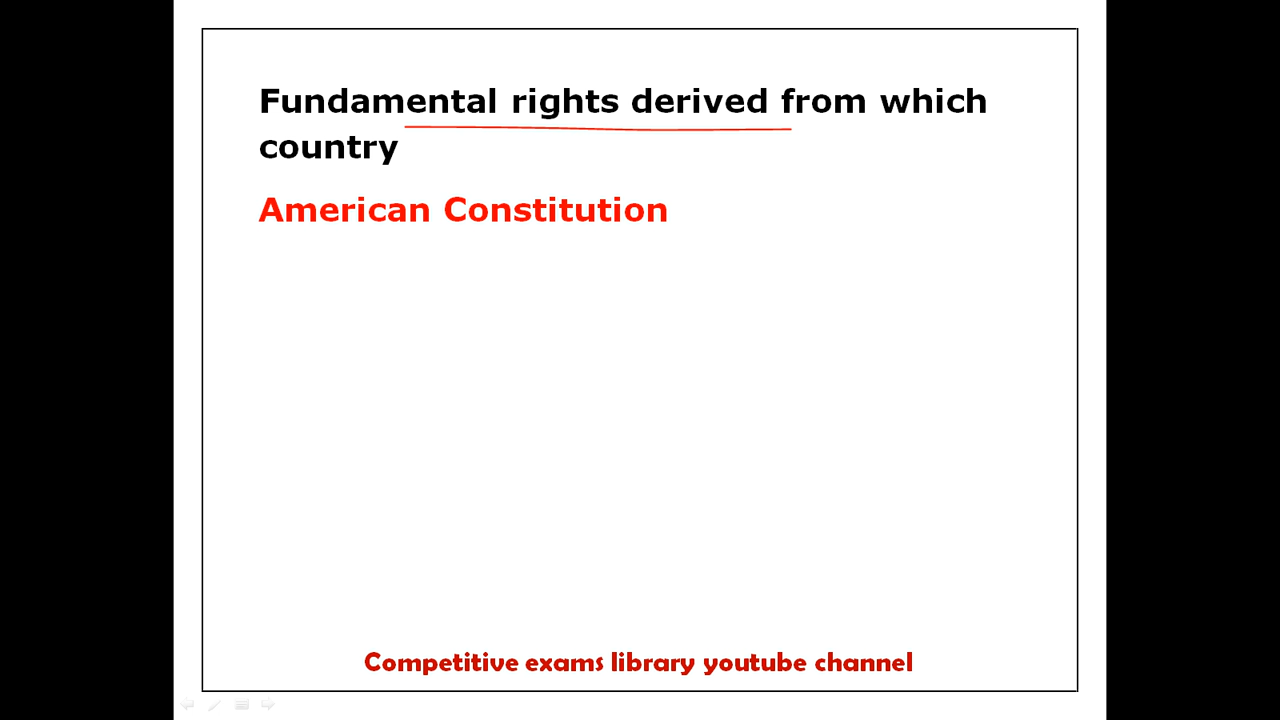 Fundamental rights derived from which
country
American Constitution
Competitive exams library youtube channel